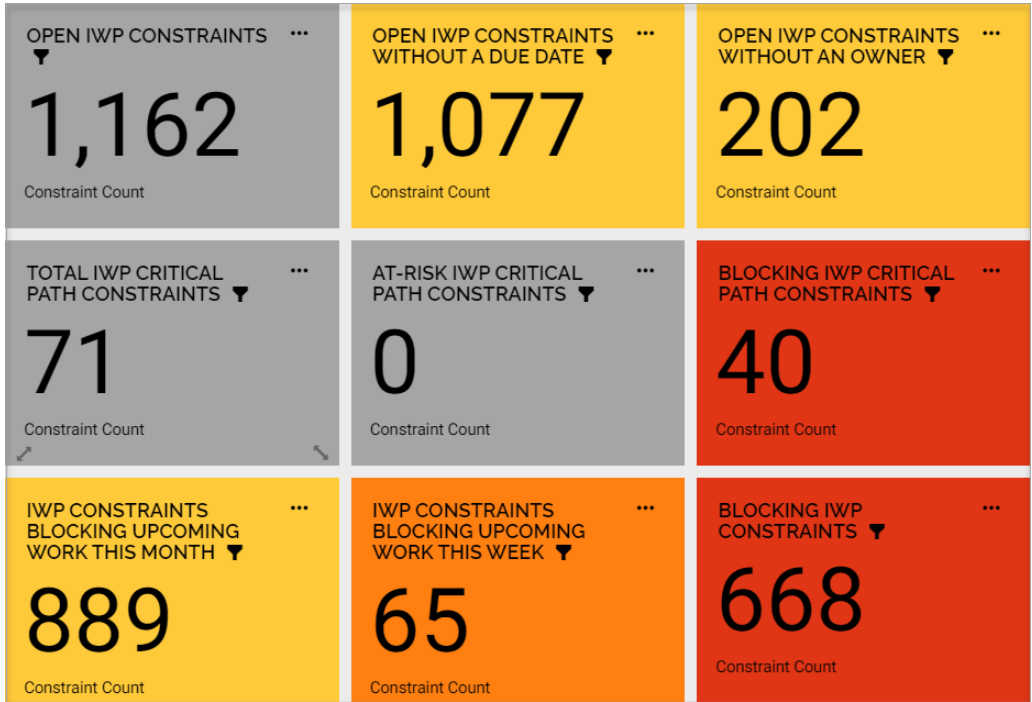 OPEN IWP CONSTRAINTS
1,162
Constraint Count
OPEN IWP CONSTRAINTS
WITHOUT A DUE DATE
1,077
Constraint Count
OPEN IWP CONSTRAINTS
WITHOUT AN OWNER
202
Constraint Count
TOTAL IWP CRITICAL
PATH CONSTRAINTS
71
Constraint Count
AT-RISK IWP CRITICAL
PATH CONSTRAINTS
0
Constraint Count
BLOCKING IWP CRITICAL
PATH CONSTRAINTS
40
Constraint Count
IWP CONSTRAINTS
BLOCKING UPCOMING
WORK THIS MONTH
889
Constraint Count
IWP CONSTRAINTS
BLOCKING UPCOMING
WORK THIS WEEK
65
Constraint Count
BLOCKING IWP
CONSTRAINTS
668
Constraint Count